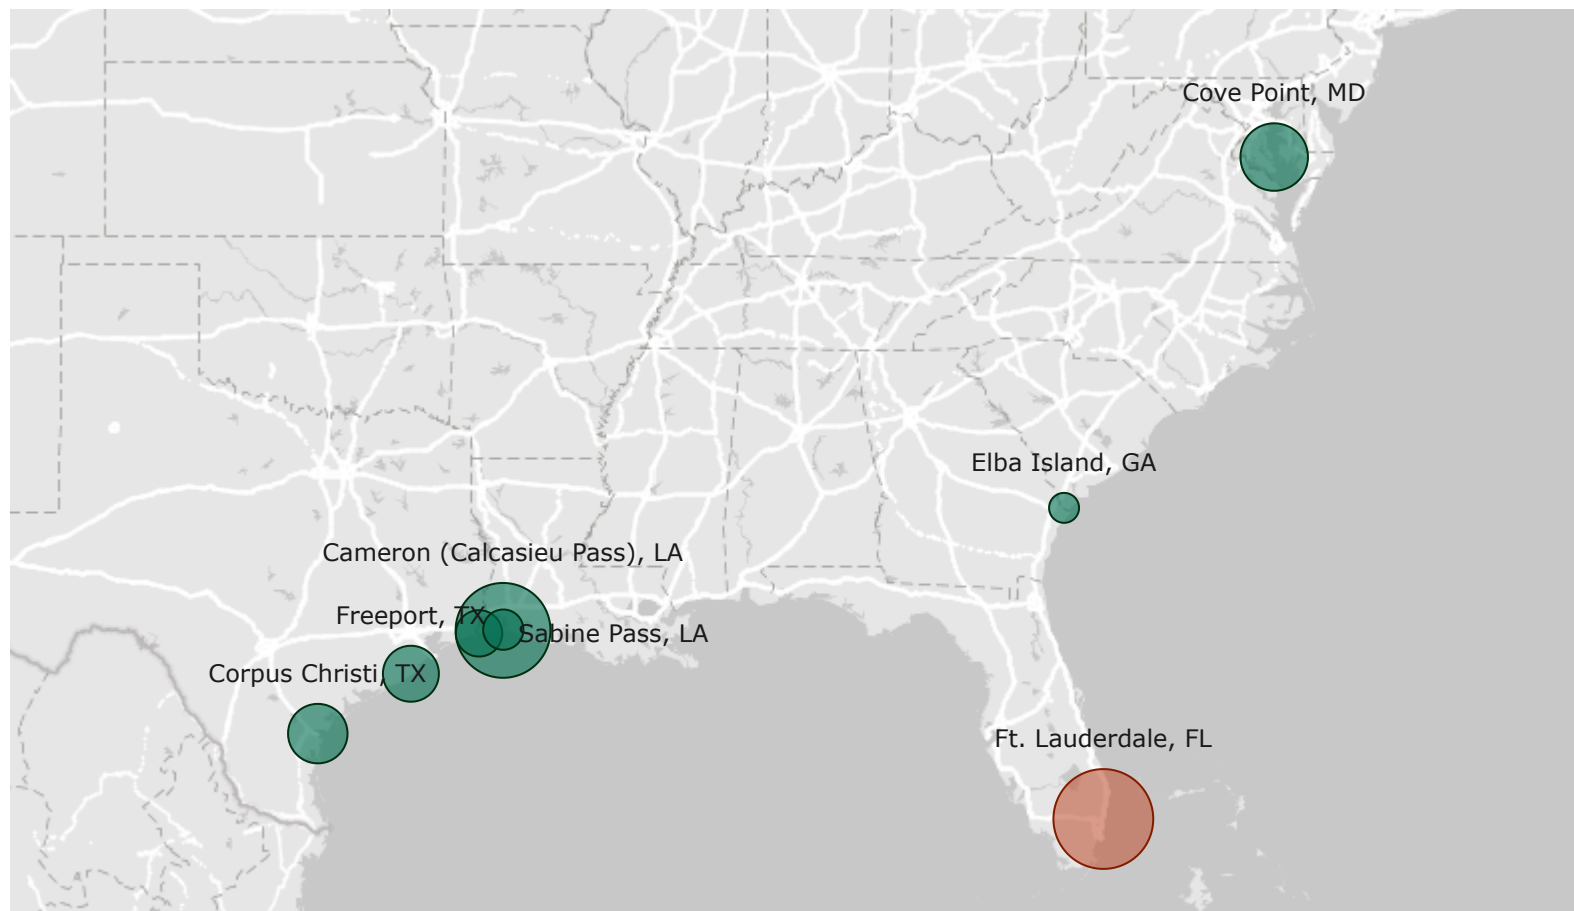 Cove Point, MD
Elba Island, GA
Cameron (Calcasieu Pass), LA
Freeport, TX
Sabine Pass, LA
Corpus Christi, TX
Ft. Lauderdale, FL